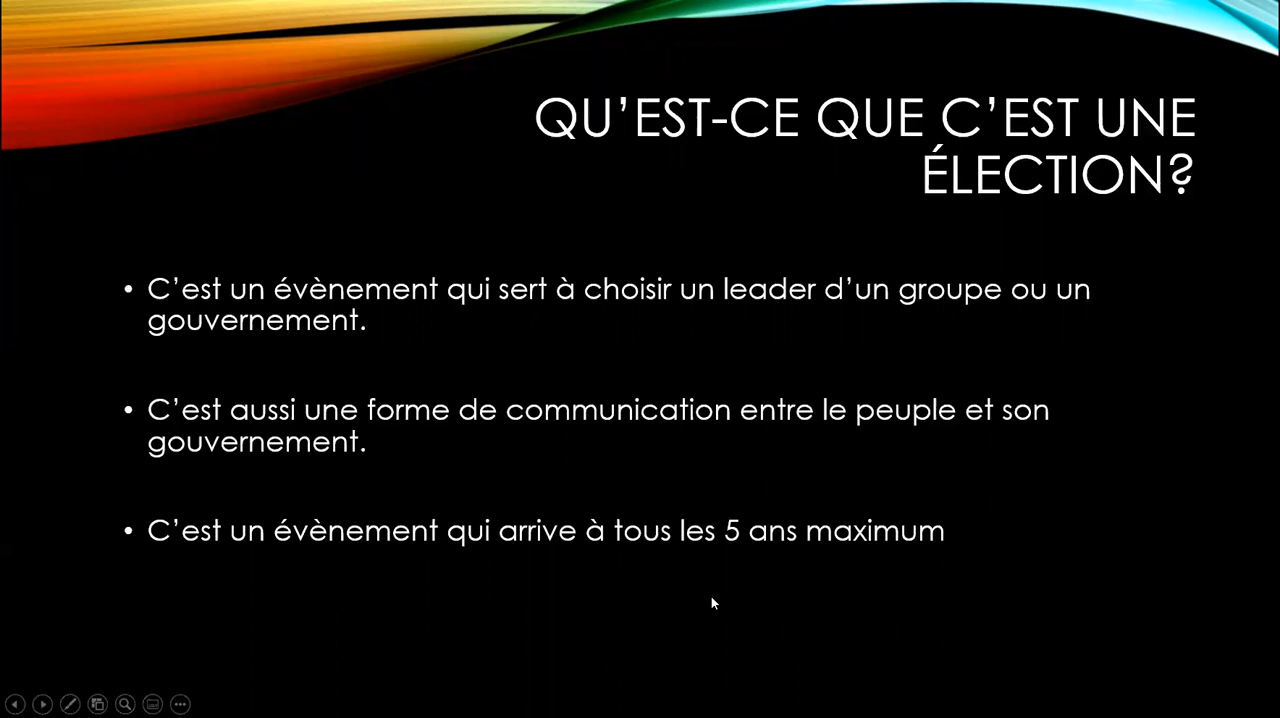 QU’EST-CE QUE C’EST UNE
ÉLECTION?
• C’est un évènement qui sert à choisir un leader d’un groupe ou un
gouvernement.
• C’est aussi une forme de communication entre le peuple et son
gouvernement.
• C’est un évènement qui arrive à tous les 5 ans maximum